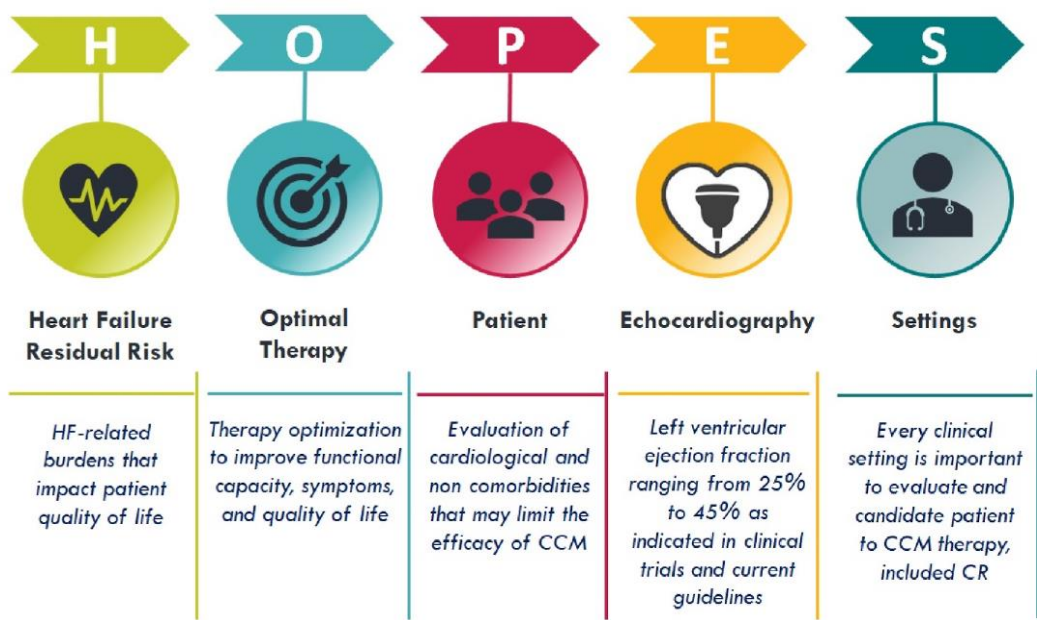 H
O
P
E
S
Heart Failure
Residual Risk
Optimal
Therapy
Patient
Echocardiography
Settings
HF-related
burdens that
impact patient
quality of life
Therapy optimization
to improve functional
capacity, symptoms,
and quality of life
Evaluation of
cardiological and
non comorbidities
that may limit the
efficacy of CCM
Left ventricular
ejection fraction
ranging from 25%
to 45% as
indicated in clinical
trials and current
guidelines
Every clinical
setting is important
to evaluate and
candidate patient
to CCM therapy,
included CR